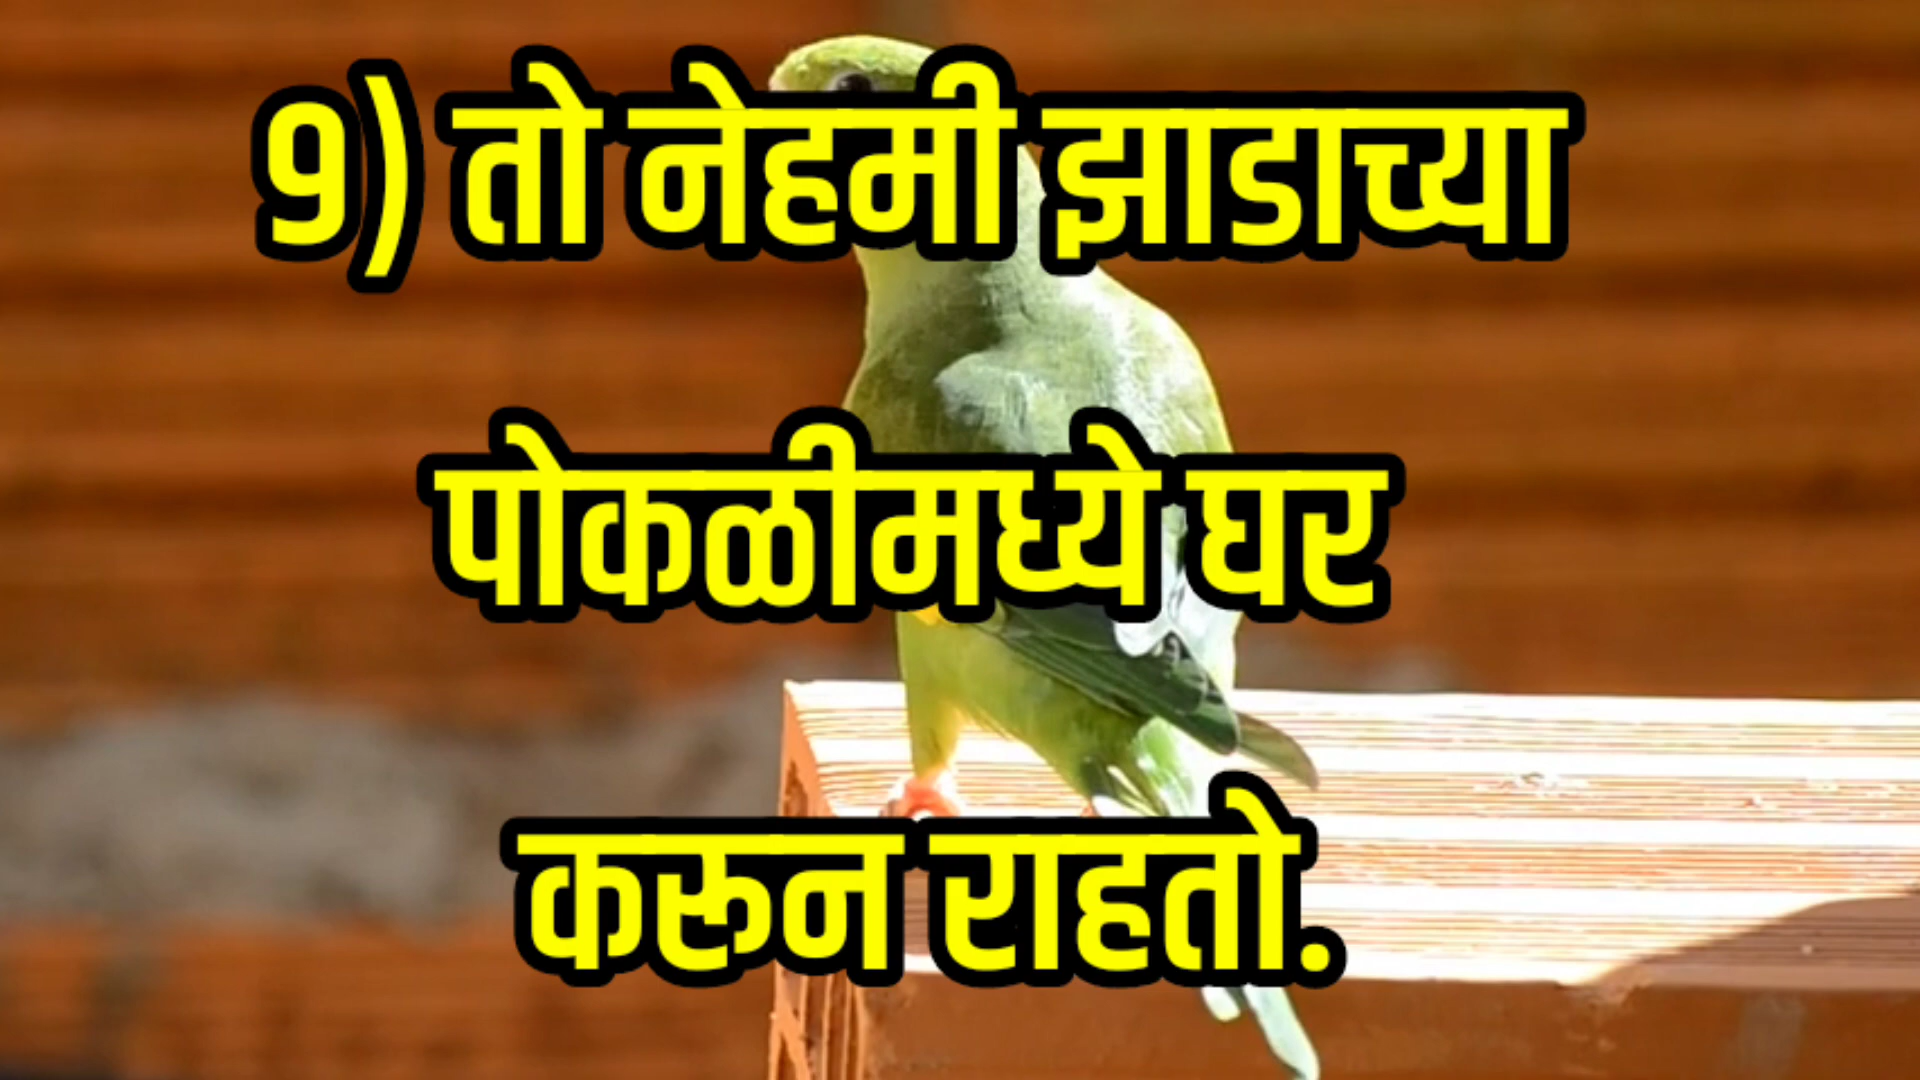 9) तो नेहमी झाडाच्या
पोकळीमध्ये घर
करून राहतो.